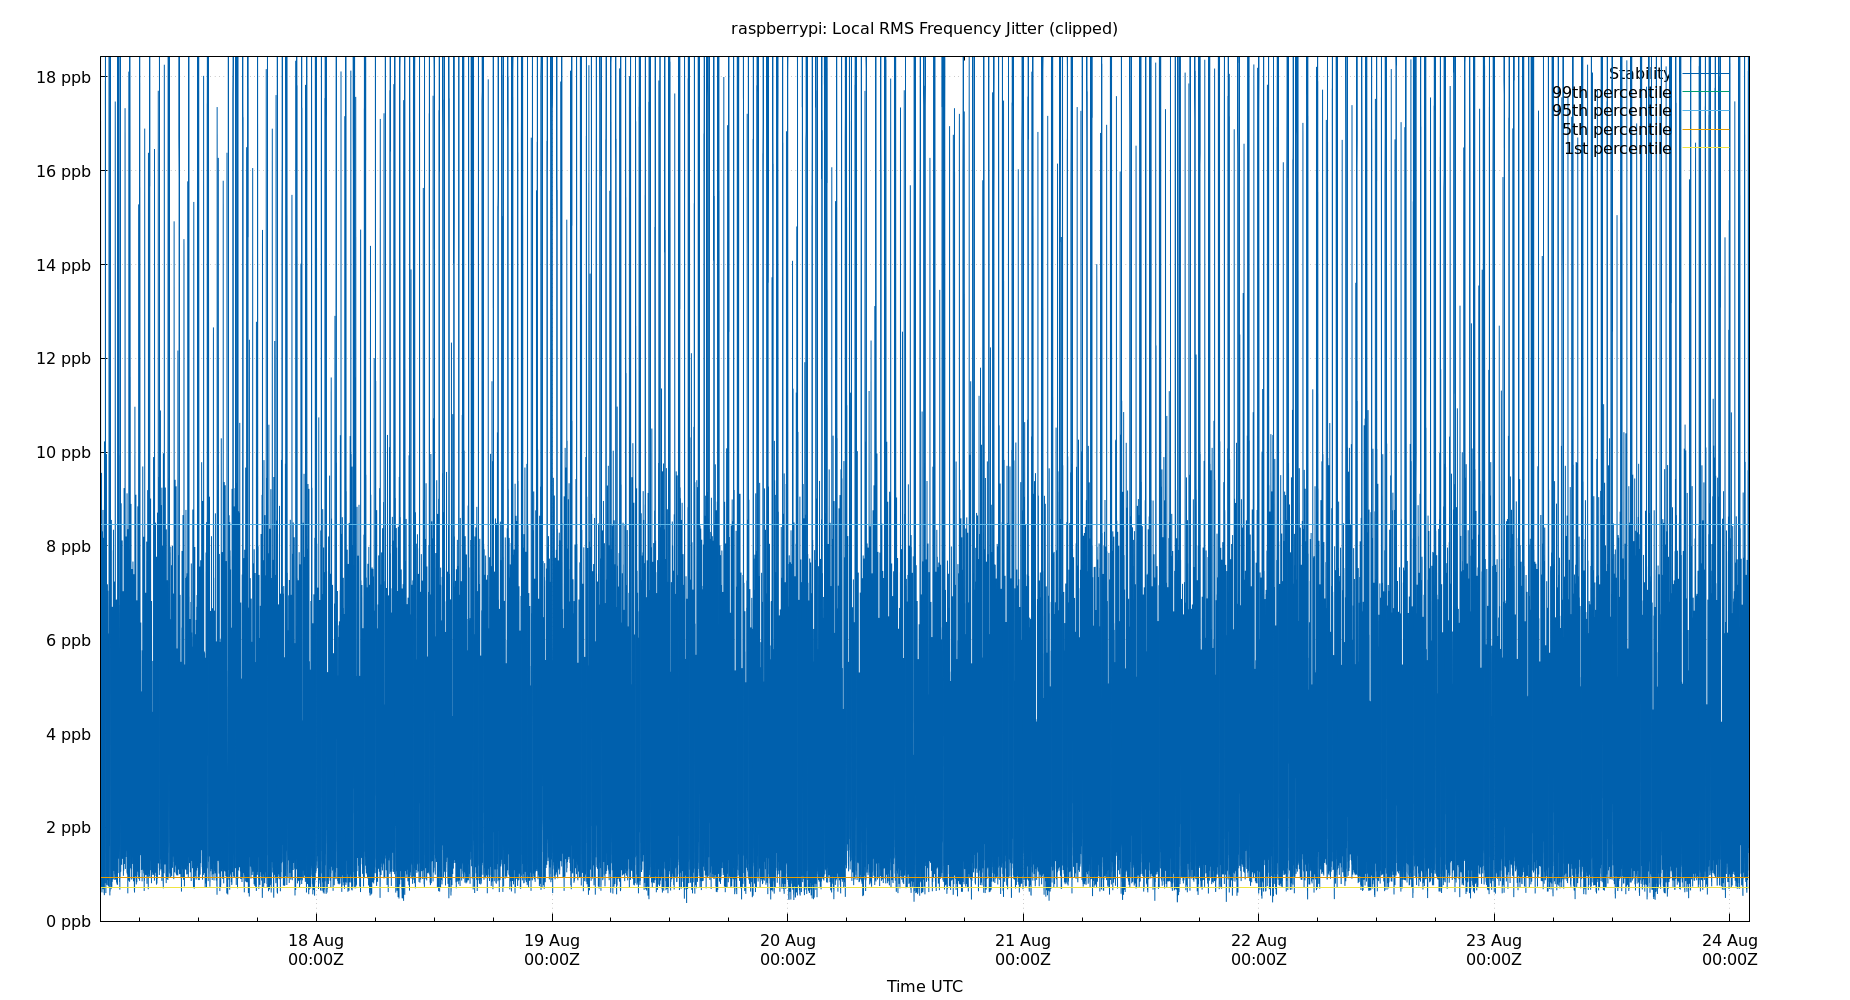 raspberrypi: Local RMS Frequency Jitter (clipped)
18 ppb
16 ppb
14 ppb
12 ppb
10 ppb
8 ppb
6 ppb
4 ppb
2 ppb
0 ppb
Stability
99th percentile
95th percentile
5th percentile
1st percentile
18 Aug
00:00Z
19 Aug
00:00Z
20 Aug
00:00Z
21 Aug
00:00Z
22 Aug
00:00Z
23 Aug
00:00Z
24 Aug
00:00Z
Time UTC